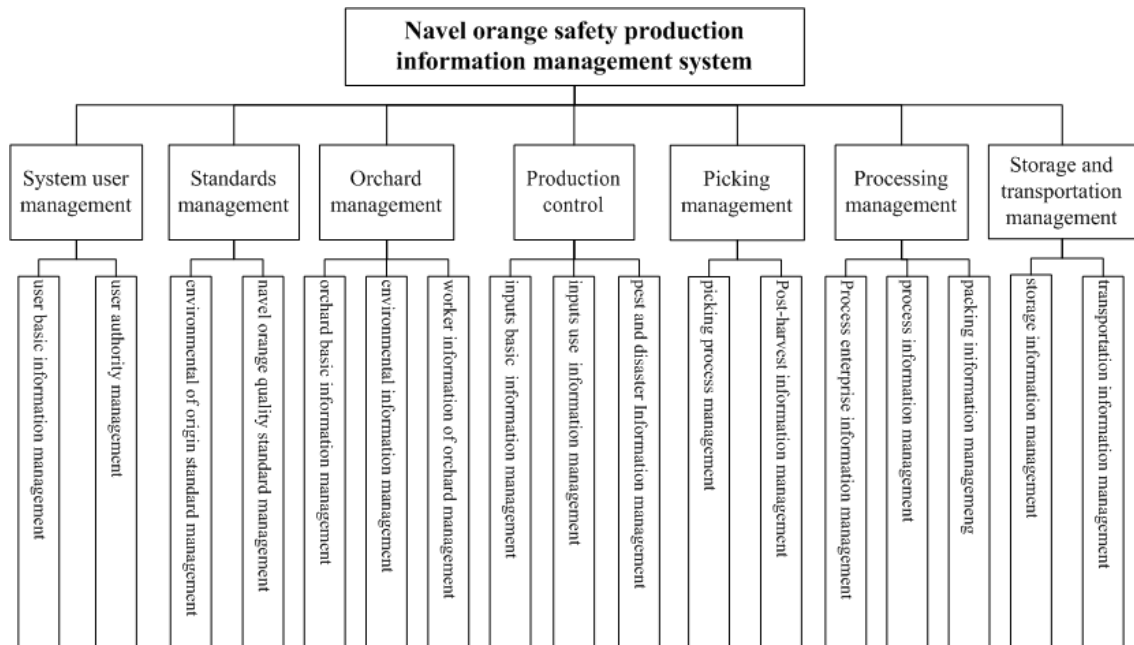 Navel orange safety production
information management system
System user
management
Standards
management
Orchard
management
Production
control
Picking
management
Processing
management
Storage and
transportation
management
user basic information management
user authority management
environmental of origin standard management
navel orange quality standard management
orchard basic information management
environmental information management
worker information of orchard management
inputs basic information management
inputs use information management
pest and disaster Information management
picking process management
Post-harvest information management
Process enterprise information management
process information management
packing imiformation managemeng
storage information management
transportation information management